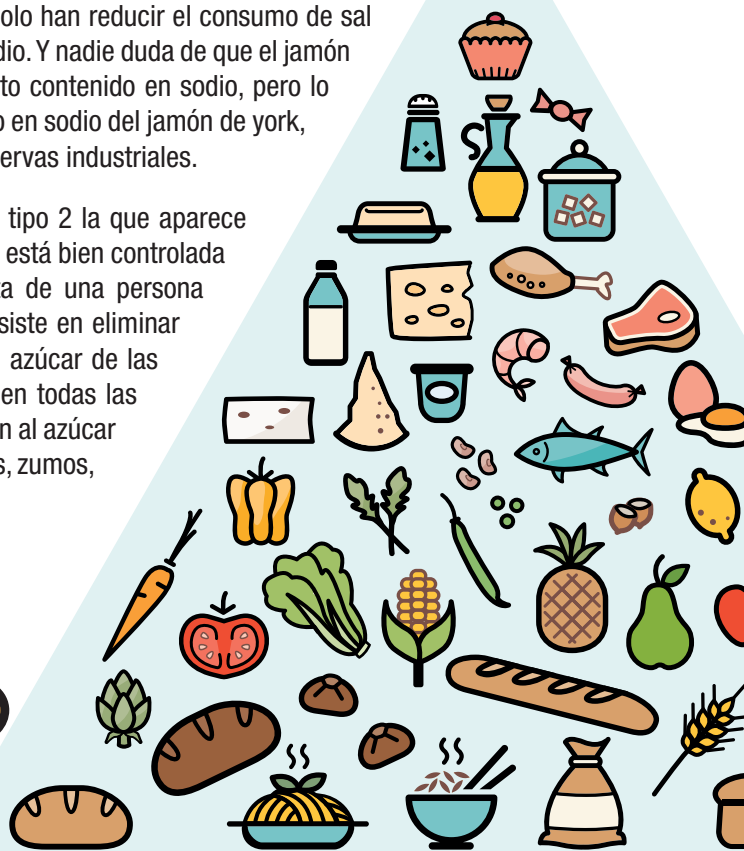 olo han reducir el consumo de sal
dio. Y nadie duda de que el jamón
to contenido en sodio, pero lo
o en sodio del jamón de york,
ervas industriales.
tipo 2 la que aparece
está bien controlada
ta de una persona
siste en eliminar
azúcar de las
en todas las
n al azúcar
s, zumos,